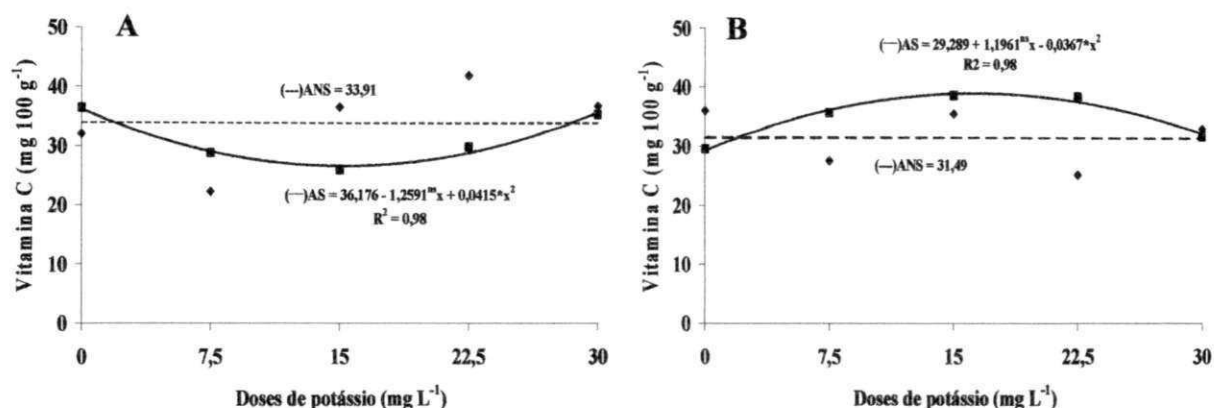 A
Vitamina C (mg 100 g⁻¹)
50
40
30
20
10
0
(---)ANS = 33,91
(—)AS = 36,176 - 1,2591ⁿˢx + 0,0415*x²
R² = 0,98
0 7,5 15 22,5 30
Doses de potássio (mg L⁻¹)
B
Vitamina C (mg 100 g⁻¹)
50
40
30
20
10
0
(—)AS = 29,289 + 1,1961ⁿˢx - 0,0367*x²
R2 = 0,98
(---)ANS = 31,49
0 7,5 15 22,5 30
Doses de potássio (mg L⁻¹)